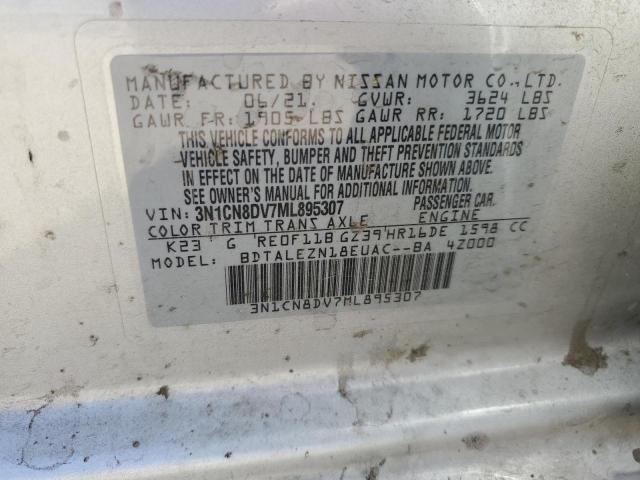 MANUFACTURED BY NISSAN MOTOR CO., LTD.
DATE: 06/21. GVWR: 3624 LBS
GAWR FR: 1905 LBS GAWR RR: 1720 LBS
THIS VEHICLE CONFORMS TO ALL APPLICABLE FEDERAL MOTOR
VEHICLE SAFETY, BUMPER AND THEFT PREVENTION STANDARDS
IN EFFECT ON THE DATE OF MANUFACTURE SHOWN ABOVE.
SEE OWNER'S MANUAL FOR ADDITIONAL INFORMATION.
VIN: 3N1CN8DV7ML895307 PASSENGER CAR.
COLOR TRIM TRANS AXLE ENGINE
K23 G RE0F11B GZ39 HR16DE 1598 CC
MODEL: BDTALEZN18EUAC--BA 4Z000
3N1CN8DV7ML895307